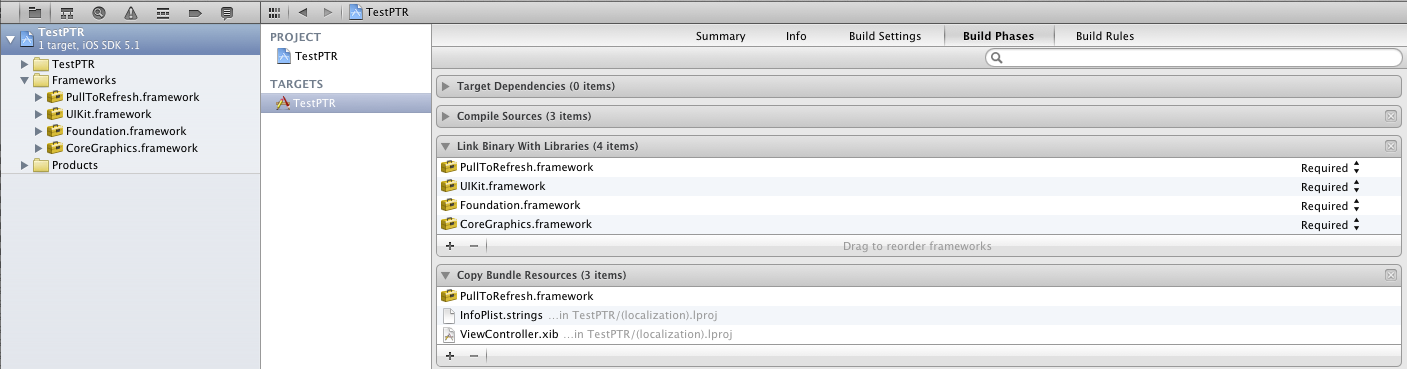 TestPTR
TestPTR
1 target, iOS SDK 5.1
TestPTR
Frameworks
PullToRefresh.framework
UIKit.framework
Foundation.framework
CoreGraphics.framework
Products
PROJECT
TestPTR
TARGETS
TestPTR
Summary Info Build Settings Build Phases Build Rules
Target Dependencies (0 items)
Compile Sources (3 items)
Link Binary With Libraries (4 items)
PullToRefresh.framework Required
UIKit.framework Required
Foundation.framework Required
CoreGraphics.framework Required
Drag to reorder frameworks
Copy Bundle Resources (3 items)
PullToRefresh.framework
InfoPlist.strings ...in TestPTR/(localization).lproj
ViewController.xib ...in TestPTR/(localization).lproj